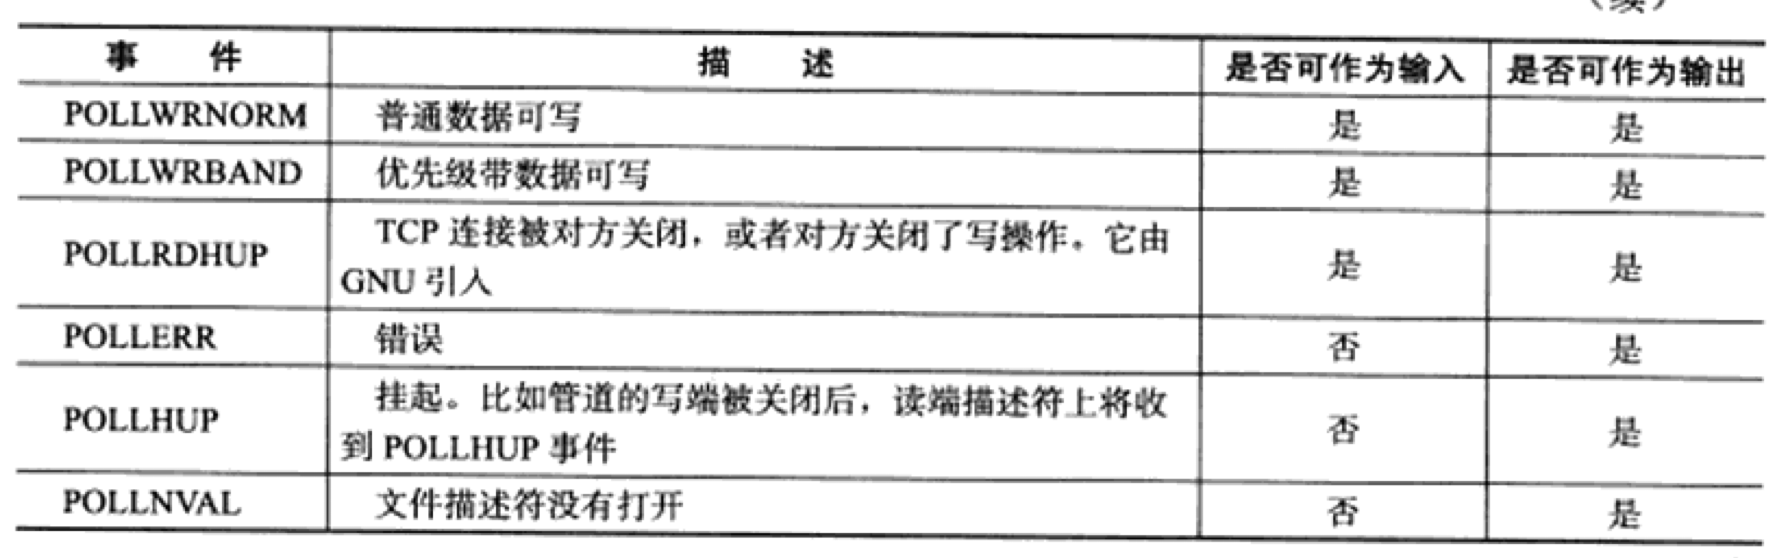 （续）
事 件 描 述 是否可作为输入 是否可作为输出
POLLWRNORM 普通数据可写 是 是
POLLWRBAND 优先级带数据可写 是 是
POLLRDHUP TCP 连接被对方关闭，或者对方关闭了写操作。它由
GNU 引入 是 是
POLLERR 错误 否 是
POLLHUP 挂起。比如管道的写端被关闭后，读端描述符上将收
到 POLLHUP 事件 否 是
POLLNVAL 文件描述符没有打开 否 是